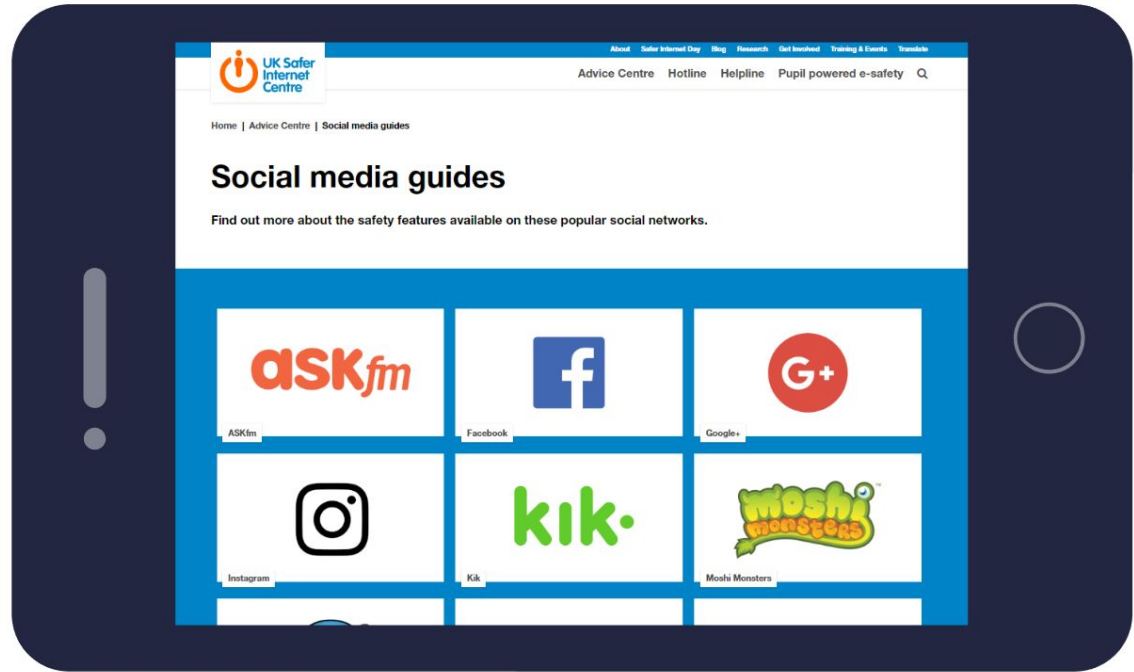 About Safer Internet Day Blog Research Get Involved Training & Events Translate
UK Safer
Internet
Centre
Advice Centre Hotline Helpline Pupil powered e-safety
Home | Advice Centre | Social media guides
Social media guides
Find out more about the safety features available on these popular social networks.
ASKfm
ASKfm
f
Facebook
G+
Google+
Instagram
kik
Kik
moshi
monsters
TM
Moshi Monsters